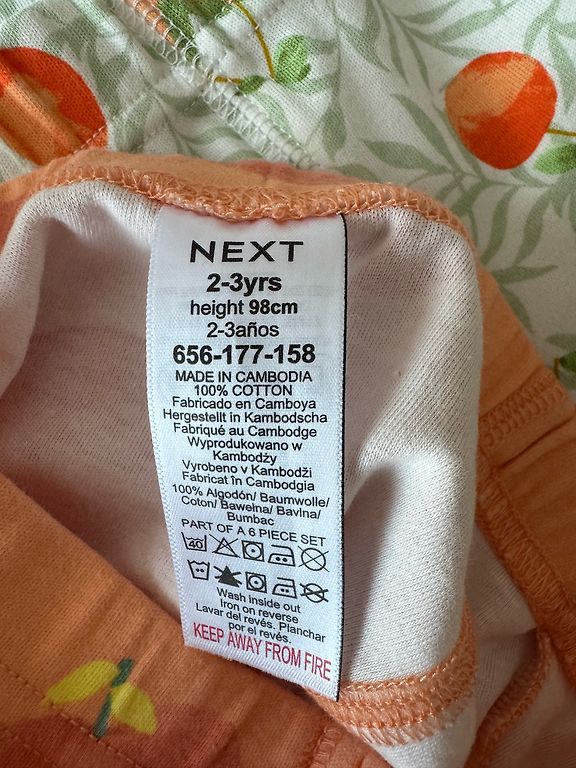 NEXT
2-3yrs
height 98cm
2-3años
656-177-158
MADE IN CAMBODIA
100% COTTON
Fabricado en Camboya
Hergestellt in Kambodscha
Fabriqué au Cambodge
Wyprodukowano w
Kambodży
Vyrobeno v Kambodži
Fabricat în Cambodgia
100% Algodón/ Baumwolle/
Coton/ Bawełna/ Bavlna/
Bumbac
PART OF A 6 PIECE SET
40
Wash inside out
Iron on reverse
Lavar del revés. Planchar
por el revés.
KEEP AWAY FROM FIRE